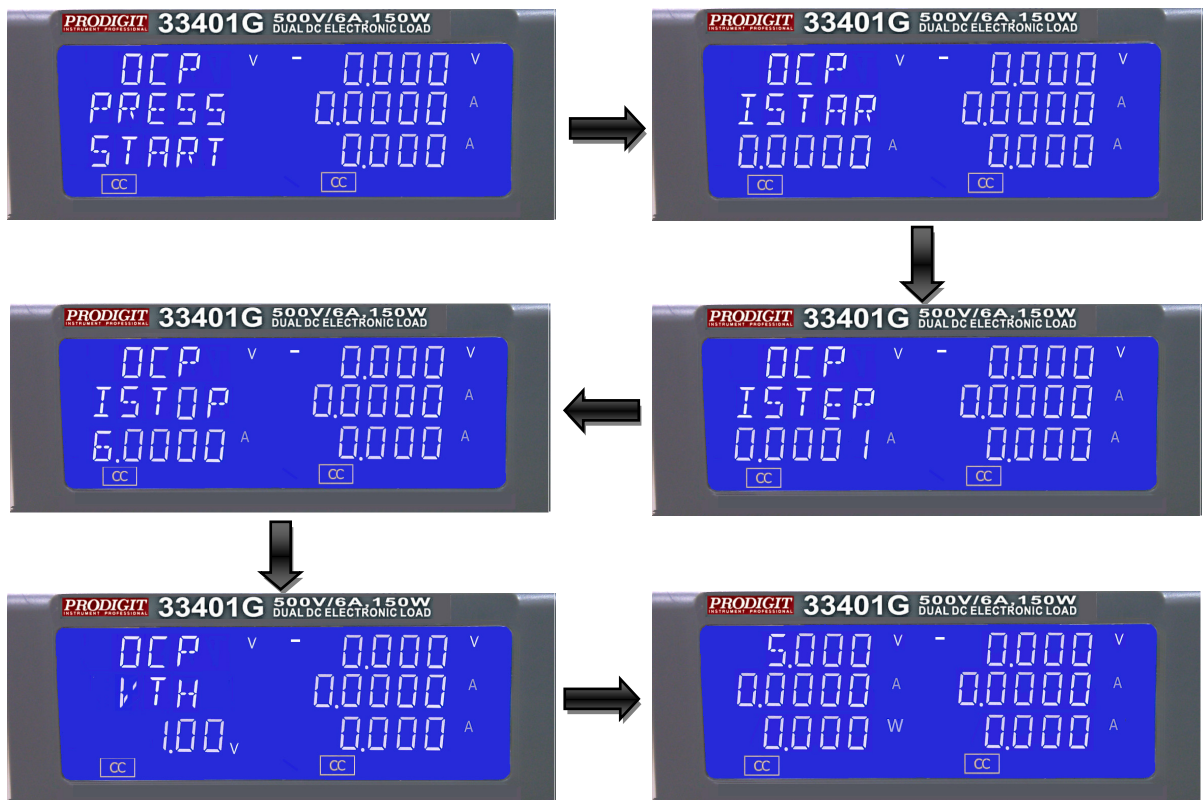 PRODIGIT
INSTRUMENT PROFESSIONAL
33401G
500V/6A,150W
DUAL DC ELECTRONIC LOAD
OCP V - 0.000 V
PRESS 0.0000 A
START 0.000 A
CC CC
PRODIGIT
INSTRUMENT PROFESSIONAL
33401G
500V/6A,150W
DUAL DC ELECTRONIC LOAD
OCP V - 0.000 V
ISTAR 0.0000 A
0.0000 A 0.000 A
CC CC
PRODIGIT
INSTRUMENT PROFESSIONAL
33401G
500V/6A,150W
DUAL DC ELECTRONIC LOAD
OCP V - 0.000 V
ISTOP 0.0000 A
6.0000 A 0.000 A
CC CC
PRODIGIT
INSTRUMENT PROFESSIONAL
33401G
500V/6A,150W
DUAL DC ELECTRONIC LOAD
OCP V - 0.000 V
ISTEP 0.0000 A
0.0001 A 0.000 A
CC CC
PRODIGIT
INSTRUMENT PROFESSIONAL
33401G
500V/6A,150W
DUAL DC ELECTRONIC LOAD
OCP V - 0.000 V
VTH 0.0000 A
1.00 V 0.000 A
CC CC
PRODIGIT
INSTRUMENT PROFESSIONAL
33401G
500V/6A,150W
DUAL DC ELECTRONIC LOAD
5.000 V - 0.000 V
0.0000 A 0.0000 A
0.000 W 0.000 A
CC CC